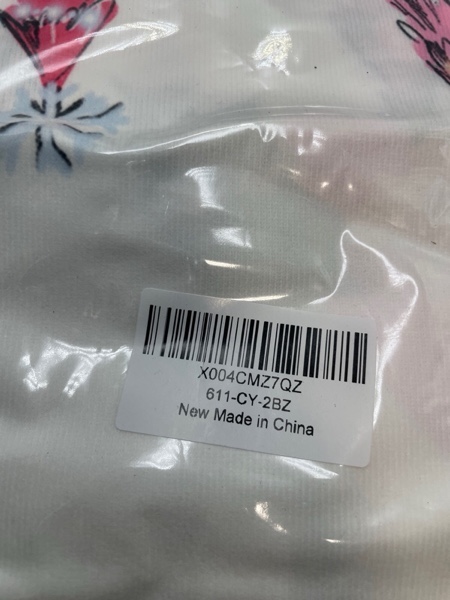 X004CMZ7QZ
611-CY-2BZ
New Made in China